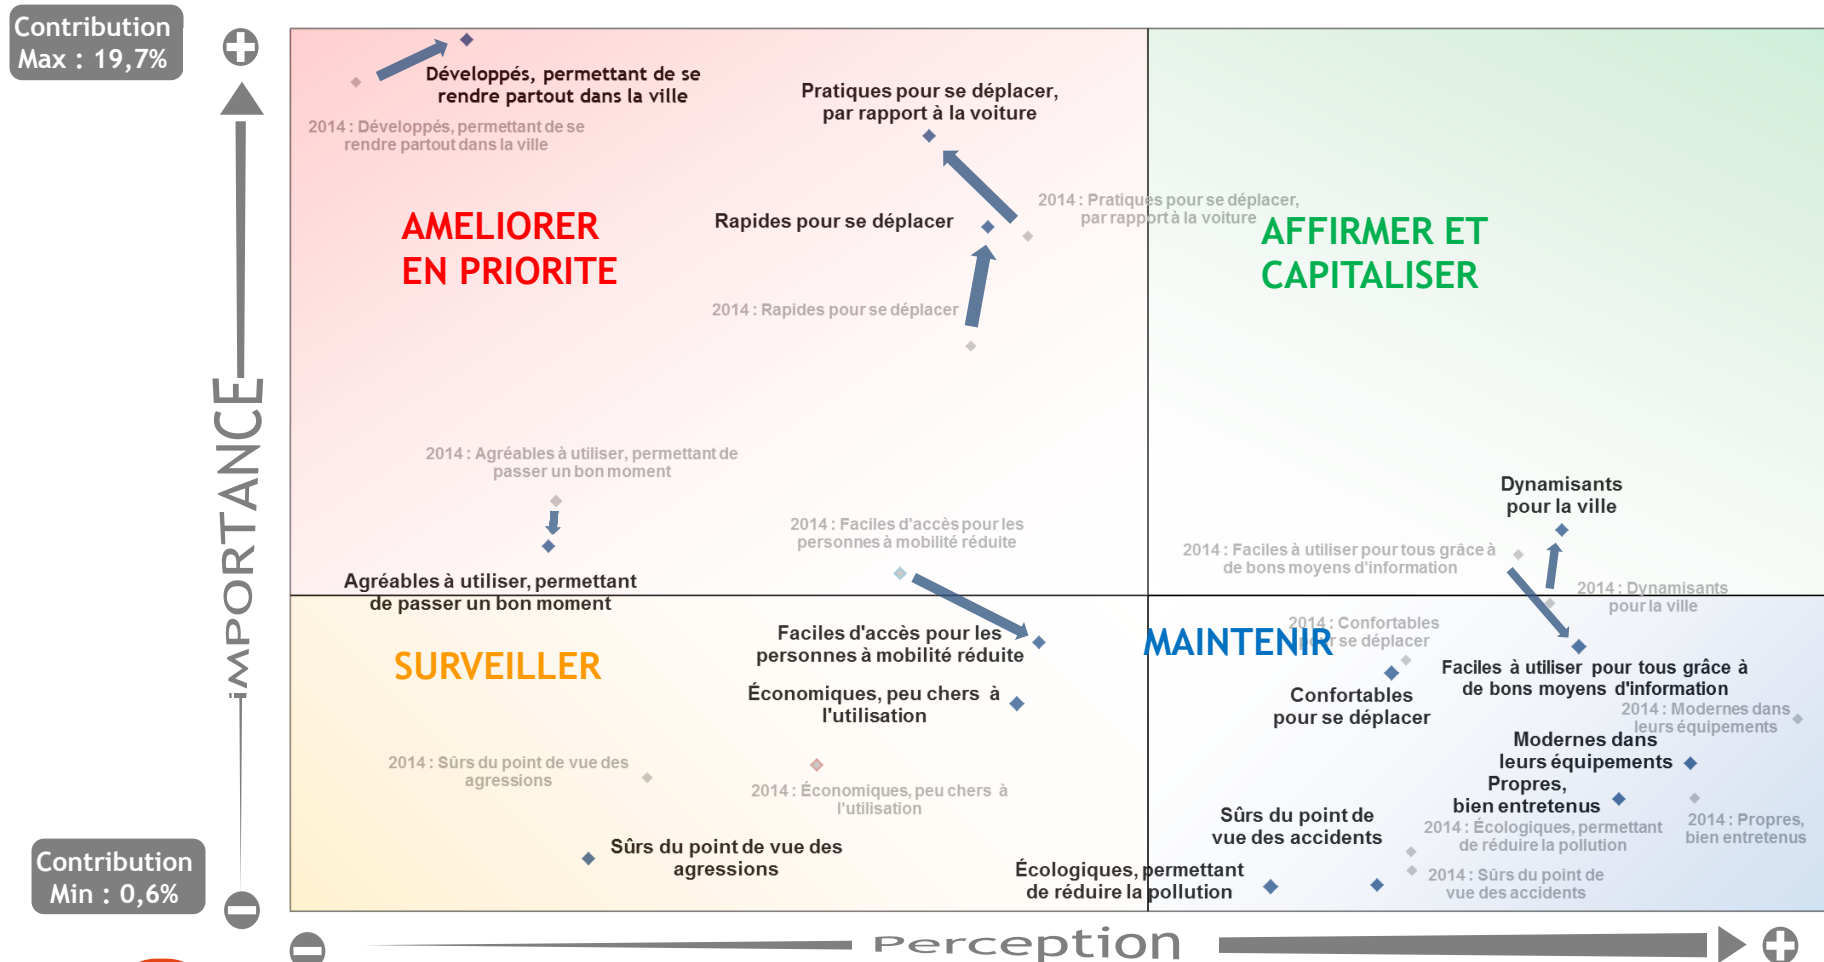 Contribution
Max : 19,7%
Développés, permettant de se
rendre partout dans la ville
2014 : Développés, permettant de se
rendre partout dans la ville
Pratiques pour se déplacer,
par rapport à la voiture
2014 : Pratiques pour se déplacer,
par rapport à la voiture
Rapides pour se déplacer
2014 : Rapides pour se déplacer
AMELIORER
EN PRIORITE
AFFIRMER ET
CAPITALISER
iMPORTANCE
2014 : Agréables à utiliser, permettant de
passer un bon moment
Agréables à utiliser, permettant
de passer un bon moment
2014 : Faciles d'accès pour les
personnes à mobilité réduite
Dynamisants
pour la ville
2014 : Faciles à utiliser pour tous grâce à
de bons moyens d'information
2014 : Dynamisants
pour la ville
SURVEILLER
Faciles d'accès pour les
personnes à mobilité réduite
MAINTENIR
2014 : Confortables
pour se déplacer
Faciles à utiliser pour tous grâce à
de bons moyens d'information
Économiques, peu chers à
l'utilisation
Confortables
pour se déplacer
2014 : Modernes dans
leurs équipements
Modernes dans
leurs équipements
2014 : Sûrs du point de vue des
agressions
2014 : Économiques, peu chers à
l'utilisation
Propres,
bien entretenus
2014 : Propres,
bien entretenus
Sûrs du point de
vue des accidents
2014 : Écologiques, permettant
de réduire la pollution
Sûrs du point de vue des
agressions
Écologiques, permettant
de réduire la pollution
2014 : Sûrs du point de
vue des accidents
Contribution
Min : 0,6%
Perception